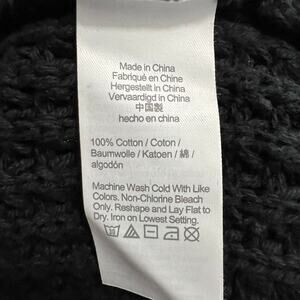 Made in China
Fabriqué en Chine
Hergestellt in China
Vervaardigd in China
中国製
hecho en china
100% Cotton / Coton /
Baumwolle / Katoen / 綿 /
algodón
Machine Wash Cold With Like
Colors. Non-Chlorine Bleach
Only. Reshape and Lay Flat to
Dry. Iron on Lowest Setting.